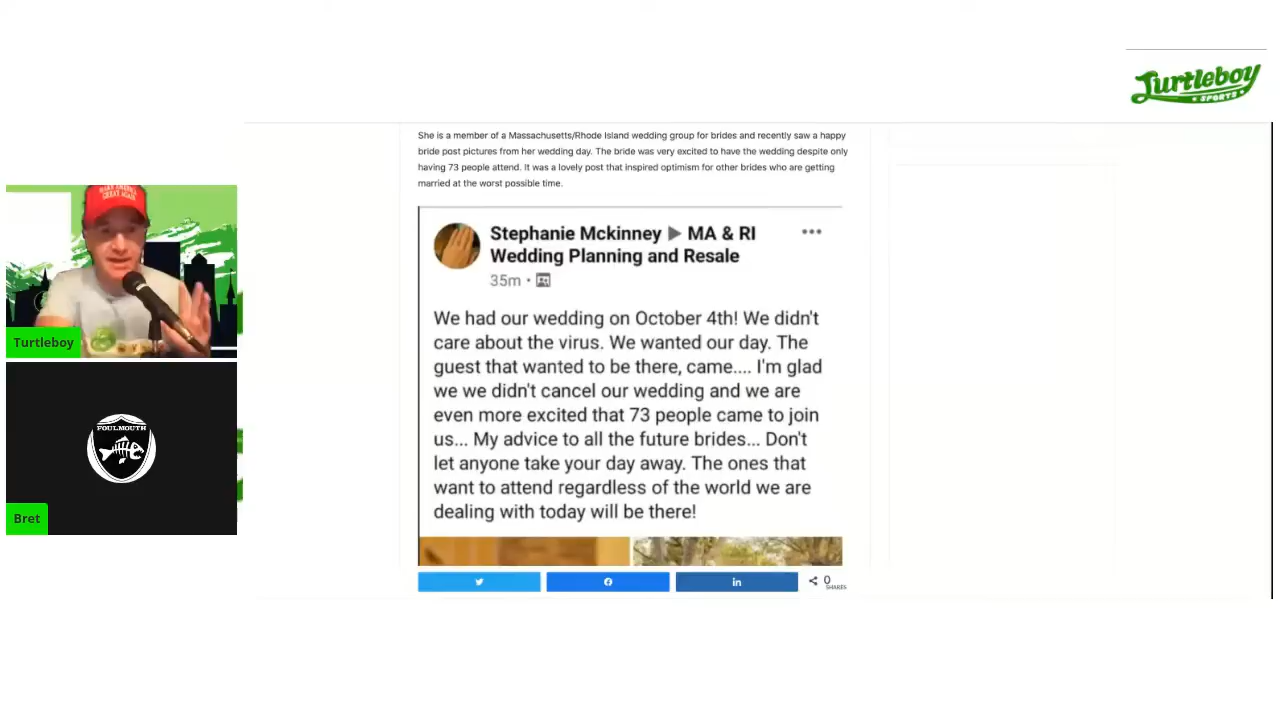 Turtleboy
SPORTS
She is a member of a Massachusetts/Rhode Island wedding group for brides and recently saw a happy
bride post pictures from her wedding day. The bride was very excited to have the wedding despite only
having 73 people attend. It was a lovely post that inspired optimism for other brides who are getting
married at the worst possible time.
MAKE AMERICA
GREAT AGAIN
Turtleboy
FOULMOUTH
Bret
Stephanie Mckinney ▶ MA & RI
Wedding Planning and Resale
35m ·
We had our wedding on October 4th! We didn't
care about the virus. We wanted our day. The
guest that wanted to be there, came.... I'm glad
we we didn't cancel our wedding and we are
even more excited that 73 people came to join
us... My advice to all the future brides... Don't
let anyone take your day away. The ones that
want to attend regardless of the world we are
dealing with today will be there!
in
0
SHARES